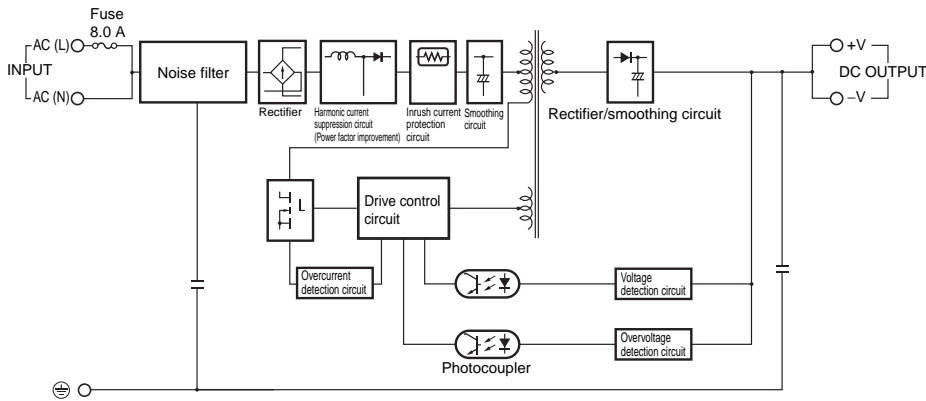 Fuse
8.0 A
AC (L)
INPUT
AC (N)
Noise filter
Rectifier
Harmonic current
suppression circuit
(Power factor improvement)
Inrush current
protection
circuit
Smoothing
circuit
Rectifier/smoothing circuit
+V
DC OUTPUT
–V
Drive control
circuit
Overcurrent
detection circuit
Voltage
detection circuit
Overvoltage
detection circuit
Photocoupler